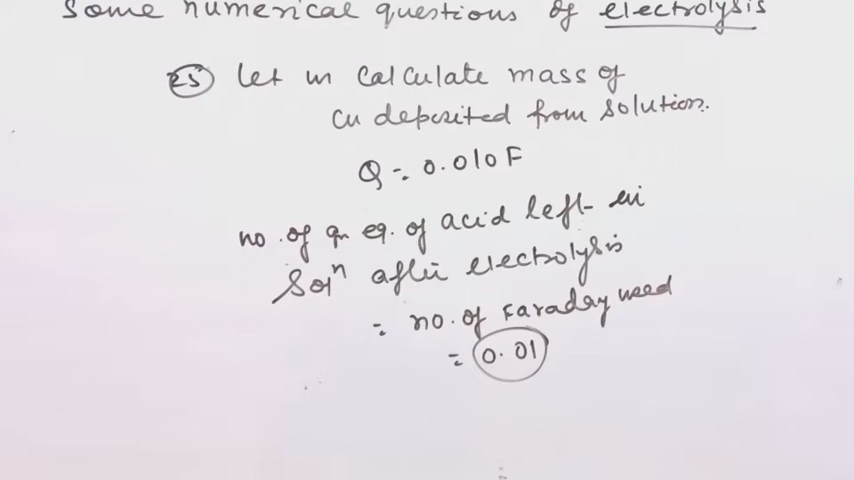 Some numerical questions of electrolysis
25 Let us calculate mass of
Cu deposited from solution.
Q = 0.010 F
no. of gm eq. of acid left in
Solⁿ after electrolysis
= no. of Faraday used
= 0.01